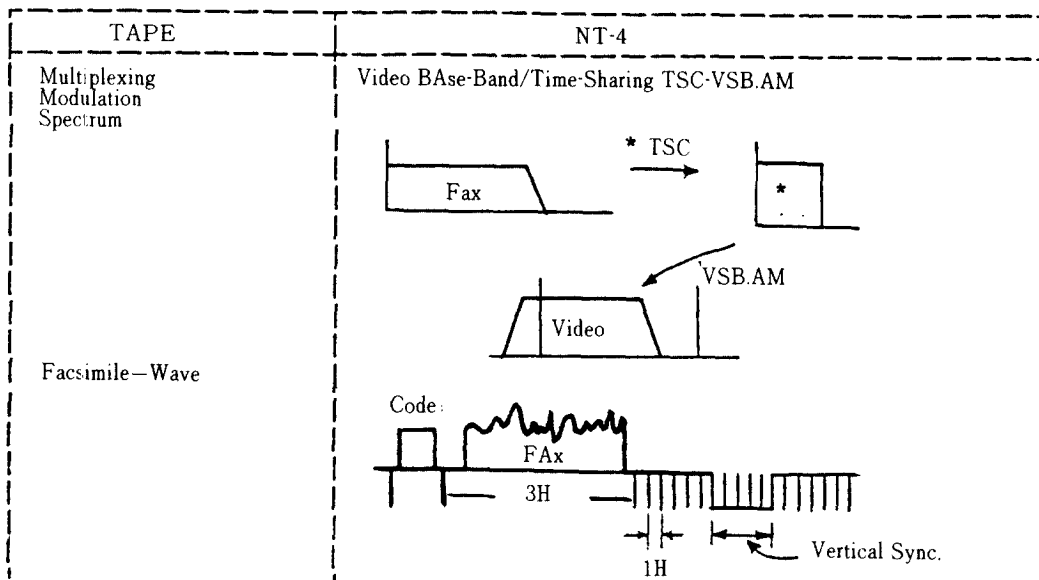 TAPE
NT-4
Multiplexing
Modulation
Spectrum
Video BAse-Band/Time-Sharing TSC-VSB.AM
* TSC
Fax
*
VSB.AM
Video
Facsimile—Wave
Code
FAx
3H
1H
Vertical Sync.